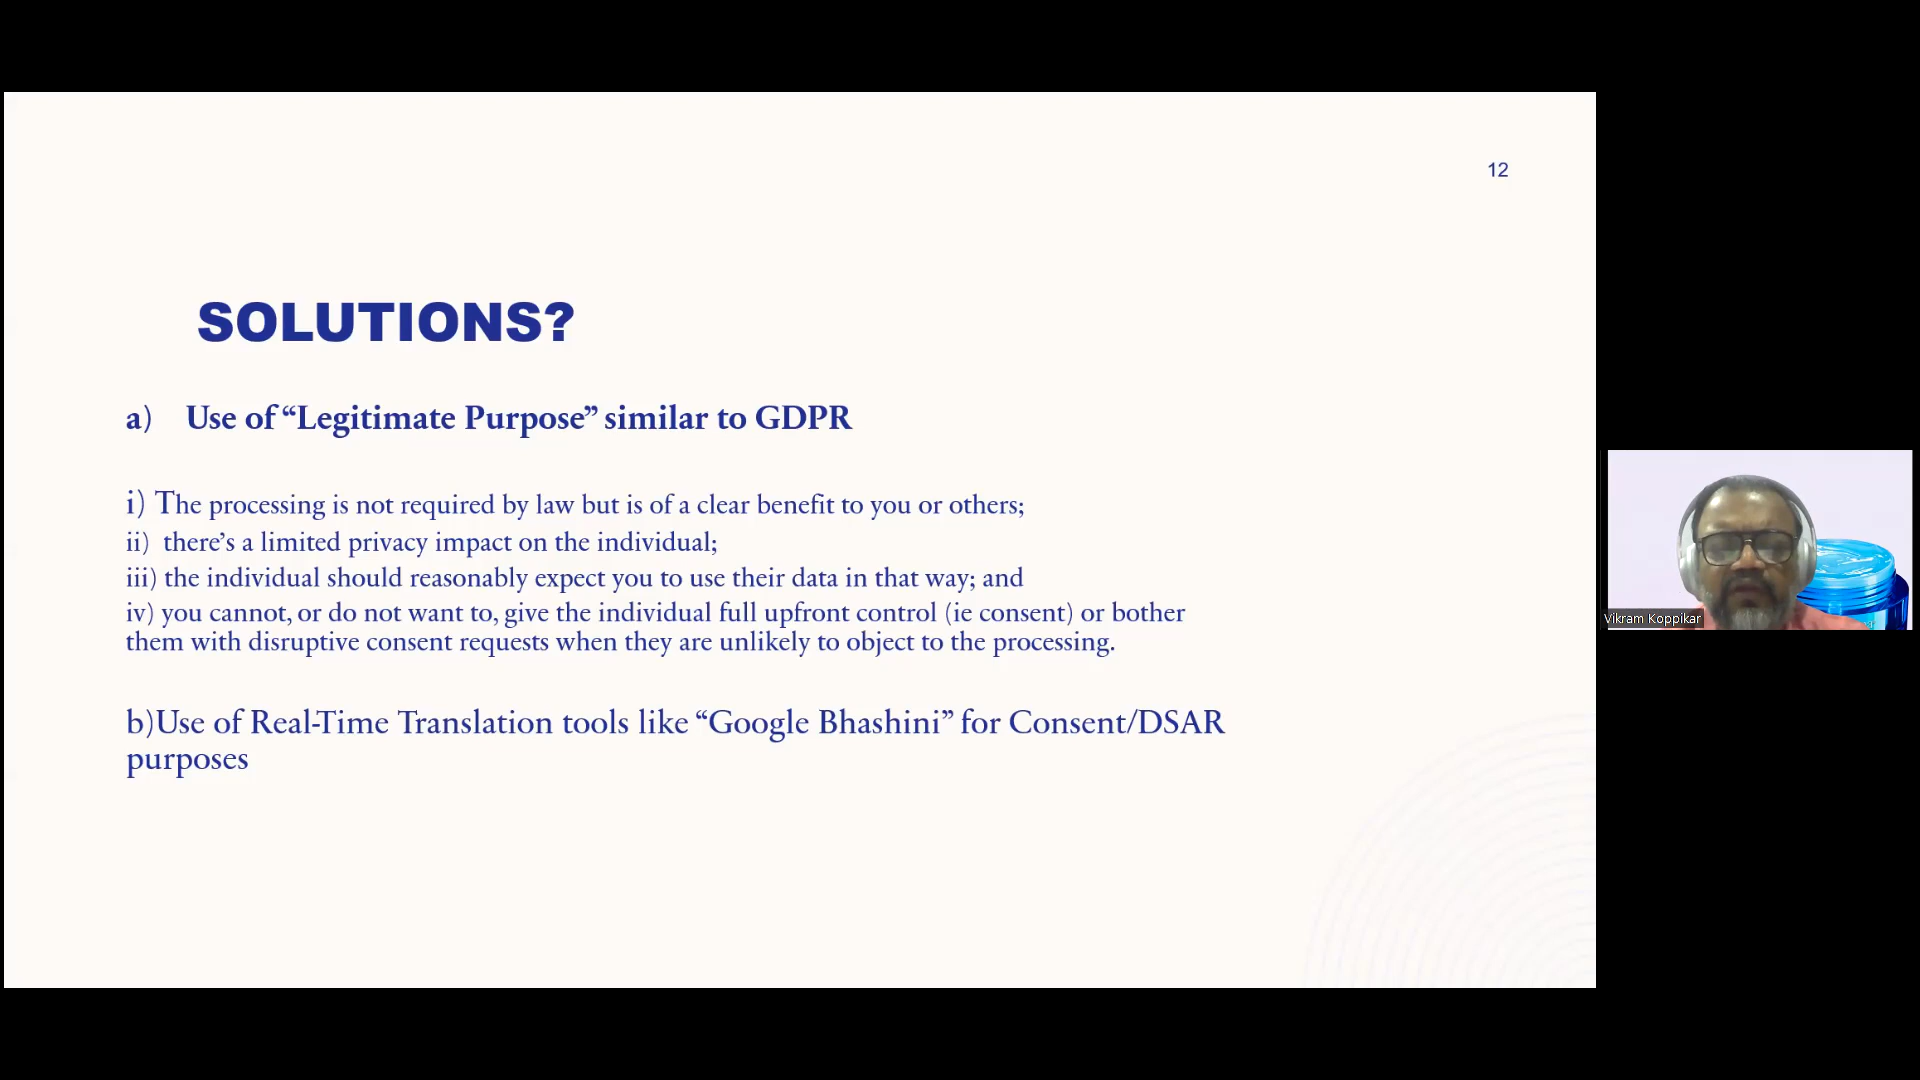 12
SOLUTIONS?
a) Use of “Legitimate Purpose” similar to GDPR
i) The processing is not required by law but is of a clear benefit to you or others;
ii) there’s a limited privacy impact on the individual;
iii) the individual should reasonably expect you to use their data in that way; and
iv) you cannot, or do not want to, give the individual full upfront control (ie consent) or bother
them with disruptive consent requests when they are unlikely to object to the processing.
b)Use of Real-Time Translation tools like “Google Bhashini” for Consent/DSAR
purposes
Vikram Koppikar